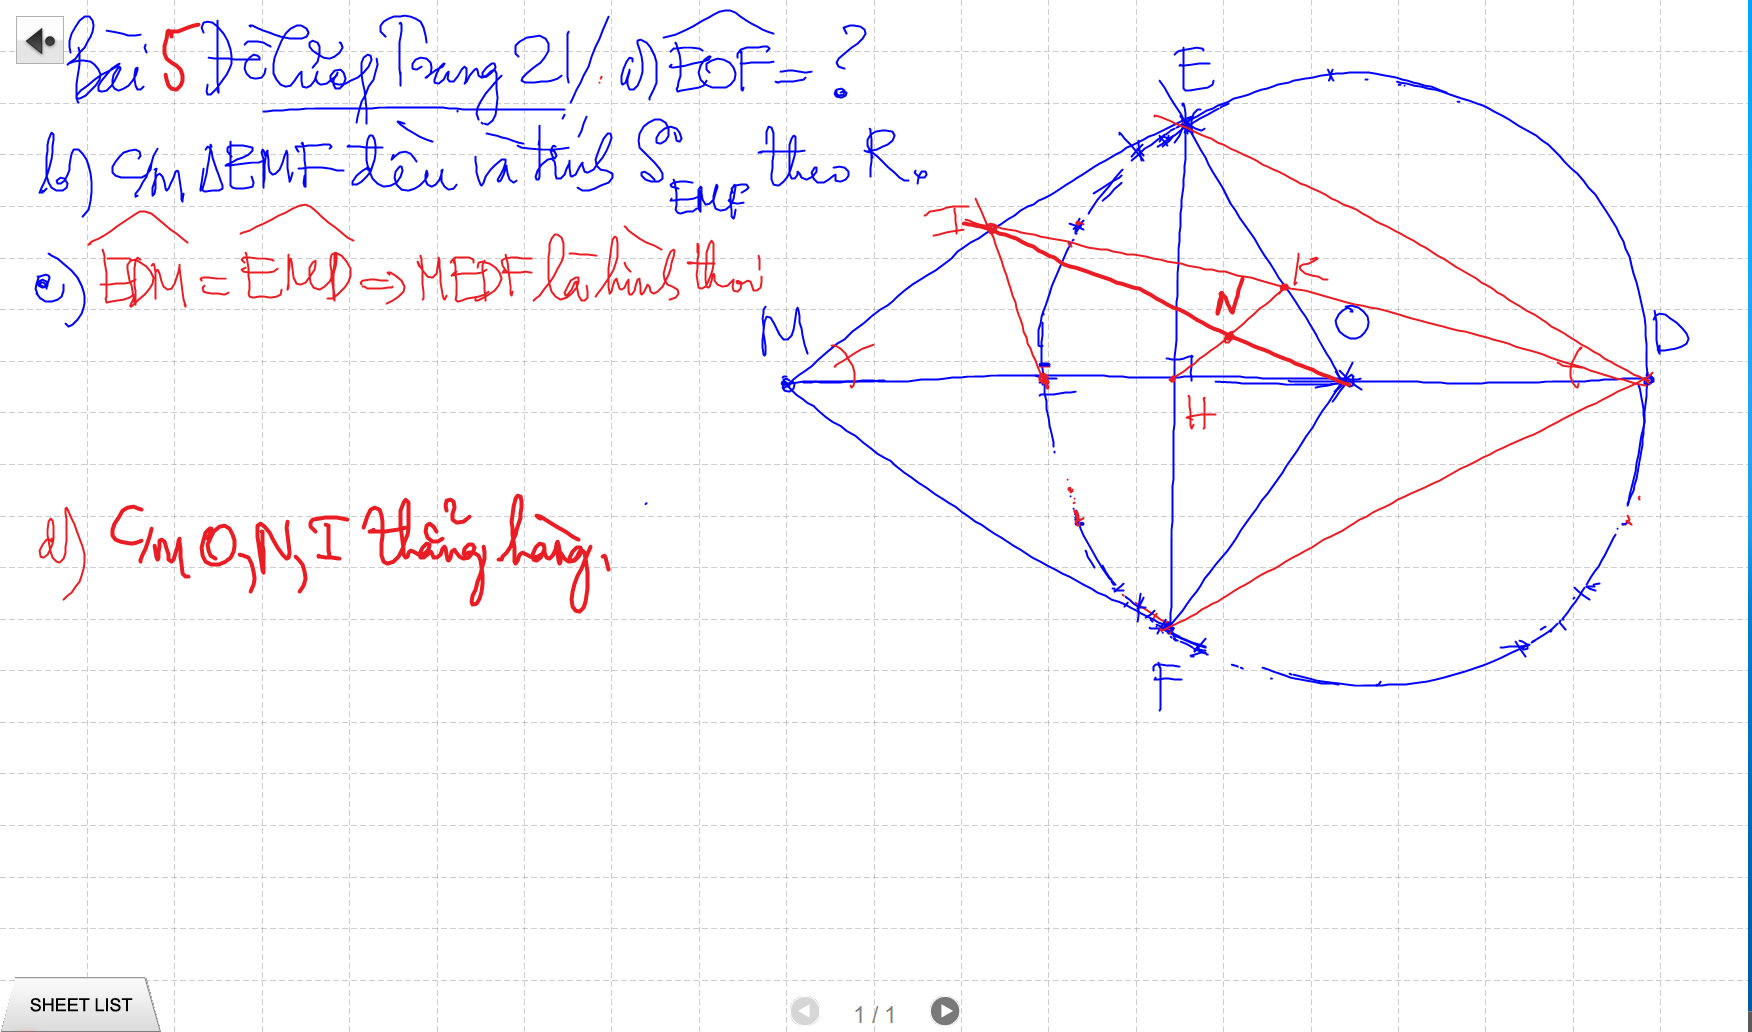 Bài 5 Đề Cương Trang 21/. a) EOF = ?
b) C/m ΔEMF đều và tính S EMF theo R.
c) EDM = EMD => MEDF là hình thoi
d) C/m O, N, I thẳng hàng.
E
I
K
N
M
O
D
H
F
SHEET LIST
1 / 1